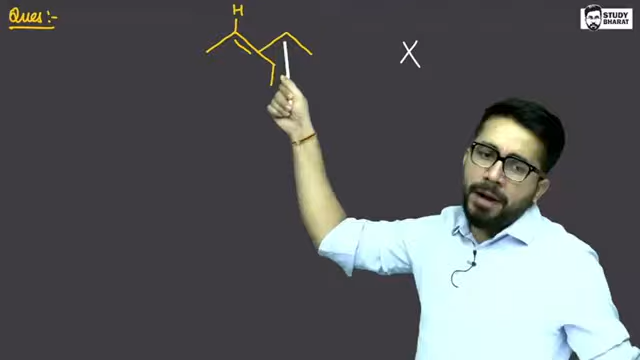 Ques :-
H
X
STUDY
BHARAT